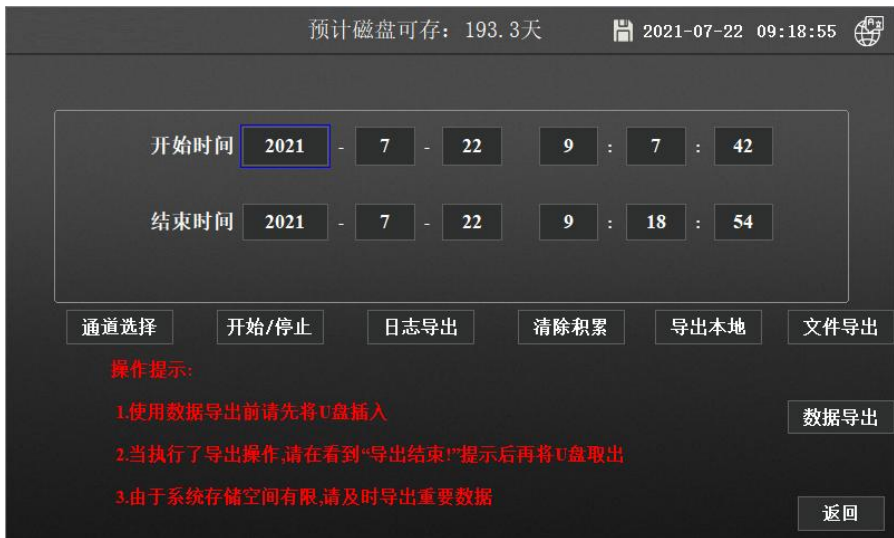 预计磁盘可存：193.3天 2021-07-22 09:18:55
开始时间 2021 - 7 - 22 9 : 7 : 42
结束时间 2021 - 7 - 22 9 : 18 : 54
通道选择 开始/停止 日志导出 清除积累 导出本地 文件导出
操作提示:
1.使用数据导出前请先将U盘插入
数据导出
2.当执行了导出操作,请在看到“导出结束!”提示后再将U盘取出
3.由于系统存储空间有限,请及时导出重要数据
返回